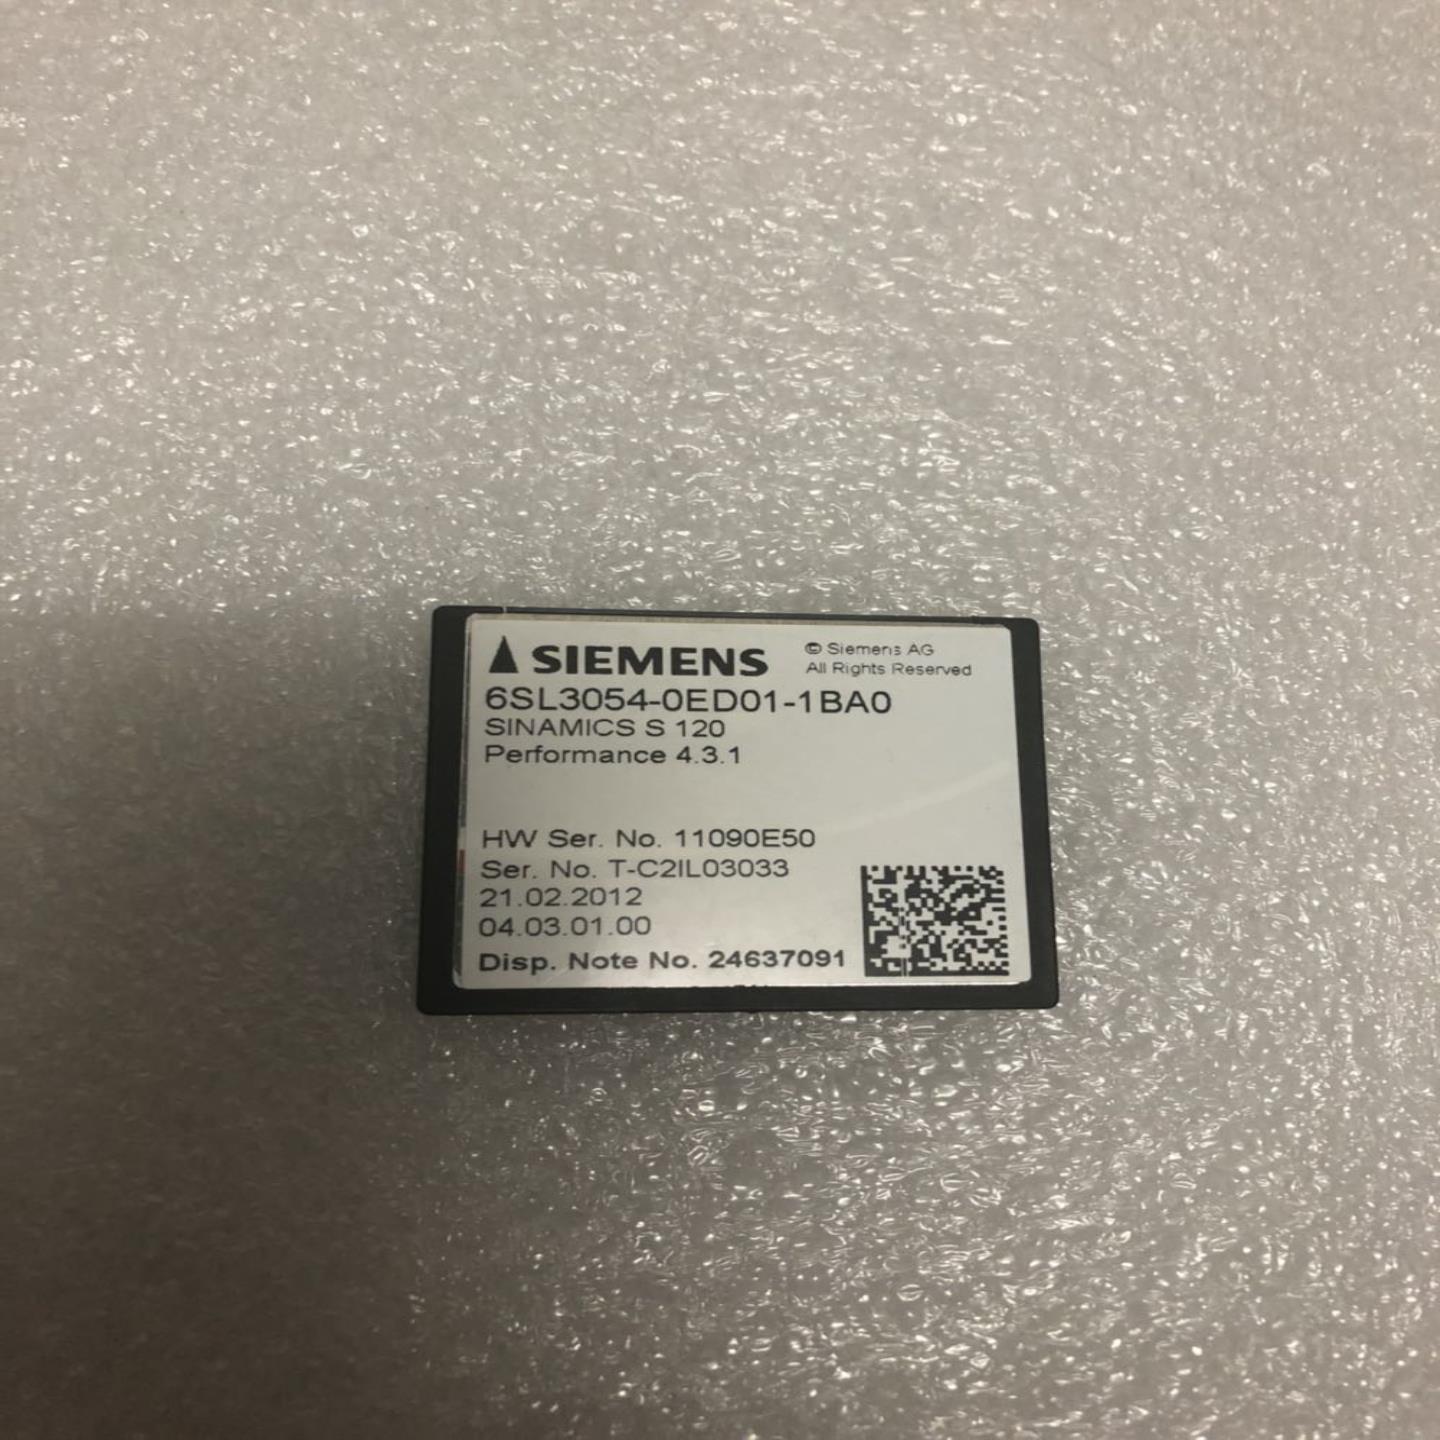 SIEMENS
© Siemens AG
All Rights Reserved
6SL3054-0ED01-1BA0
SINAMICS S 120
Performance 4.3.1
HW Ser. No. 11090E50
Ser. No. T-C2IL03033
21.02.2012
04.03.01.00
Disp. Note No. 24637091